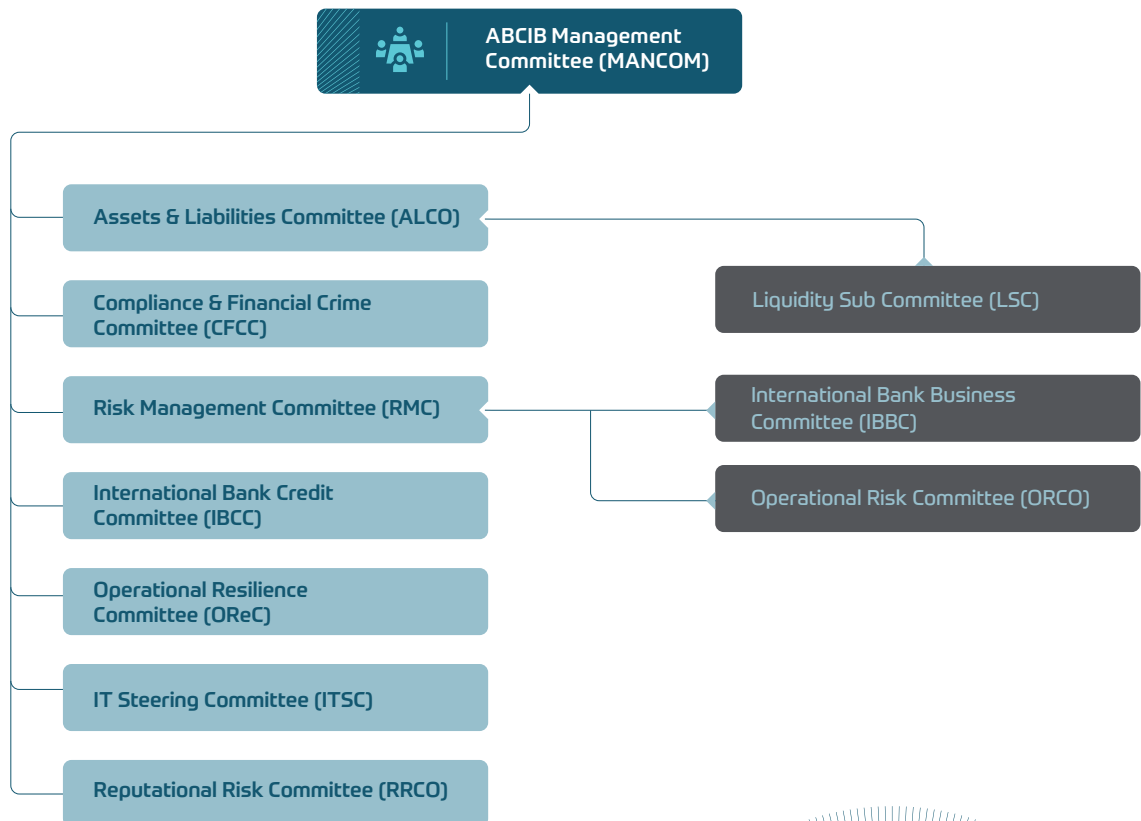 ABCIB Management
Committee (MANCOM)
Assets & Liabilities Committee (ALCO)
Liquidity Sub Committee (LSC)
Compliance & Financial Crime
Committee (CFCC)
Risk Management Committee (RMC)
International Bank Business
Committee (IBBC)
International Bank Credit
Committee (IBCC)
Operational Risk Committee (ORCO)
Operational Resilience
Committee (OReC)
IT Steering Committee (ITSC)
Reputational Risk Committee (RRCO)